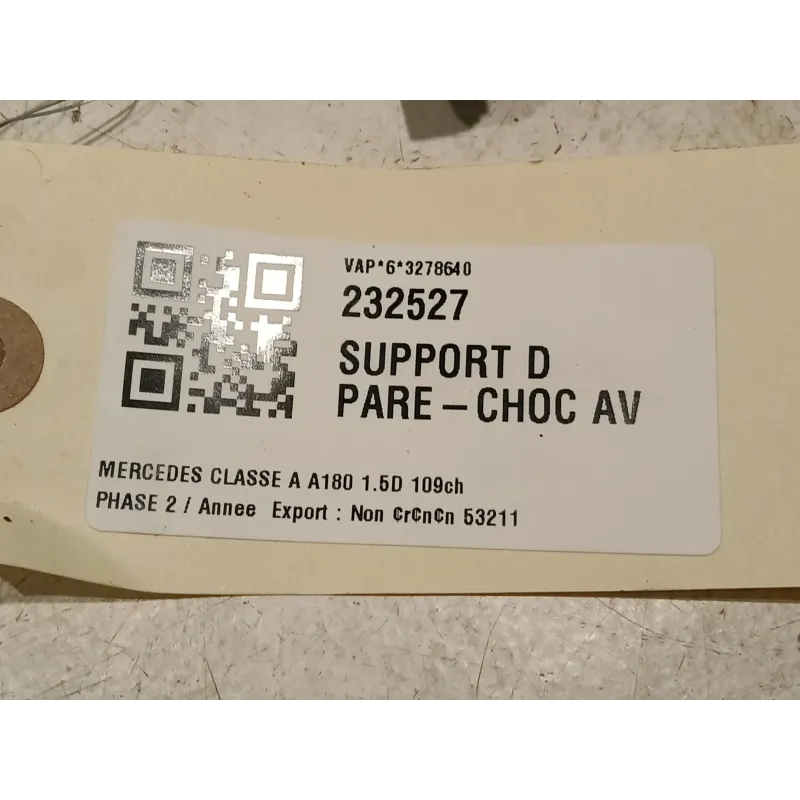 VAP*6*3278640
232527
SUPPORT D
PARE-CHOC AV
MERCEDES CLASSE A A180 1.5D 109ch
PHASE 2 / Annee Export : Non ¢r¢n¢n 53211